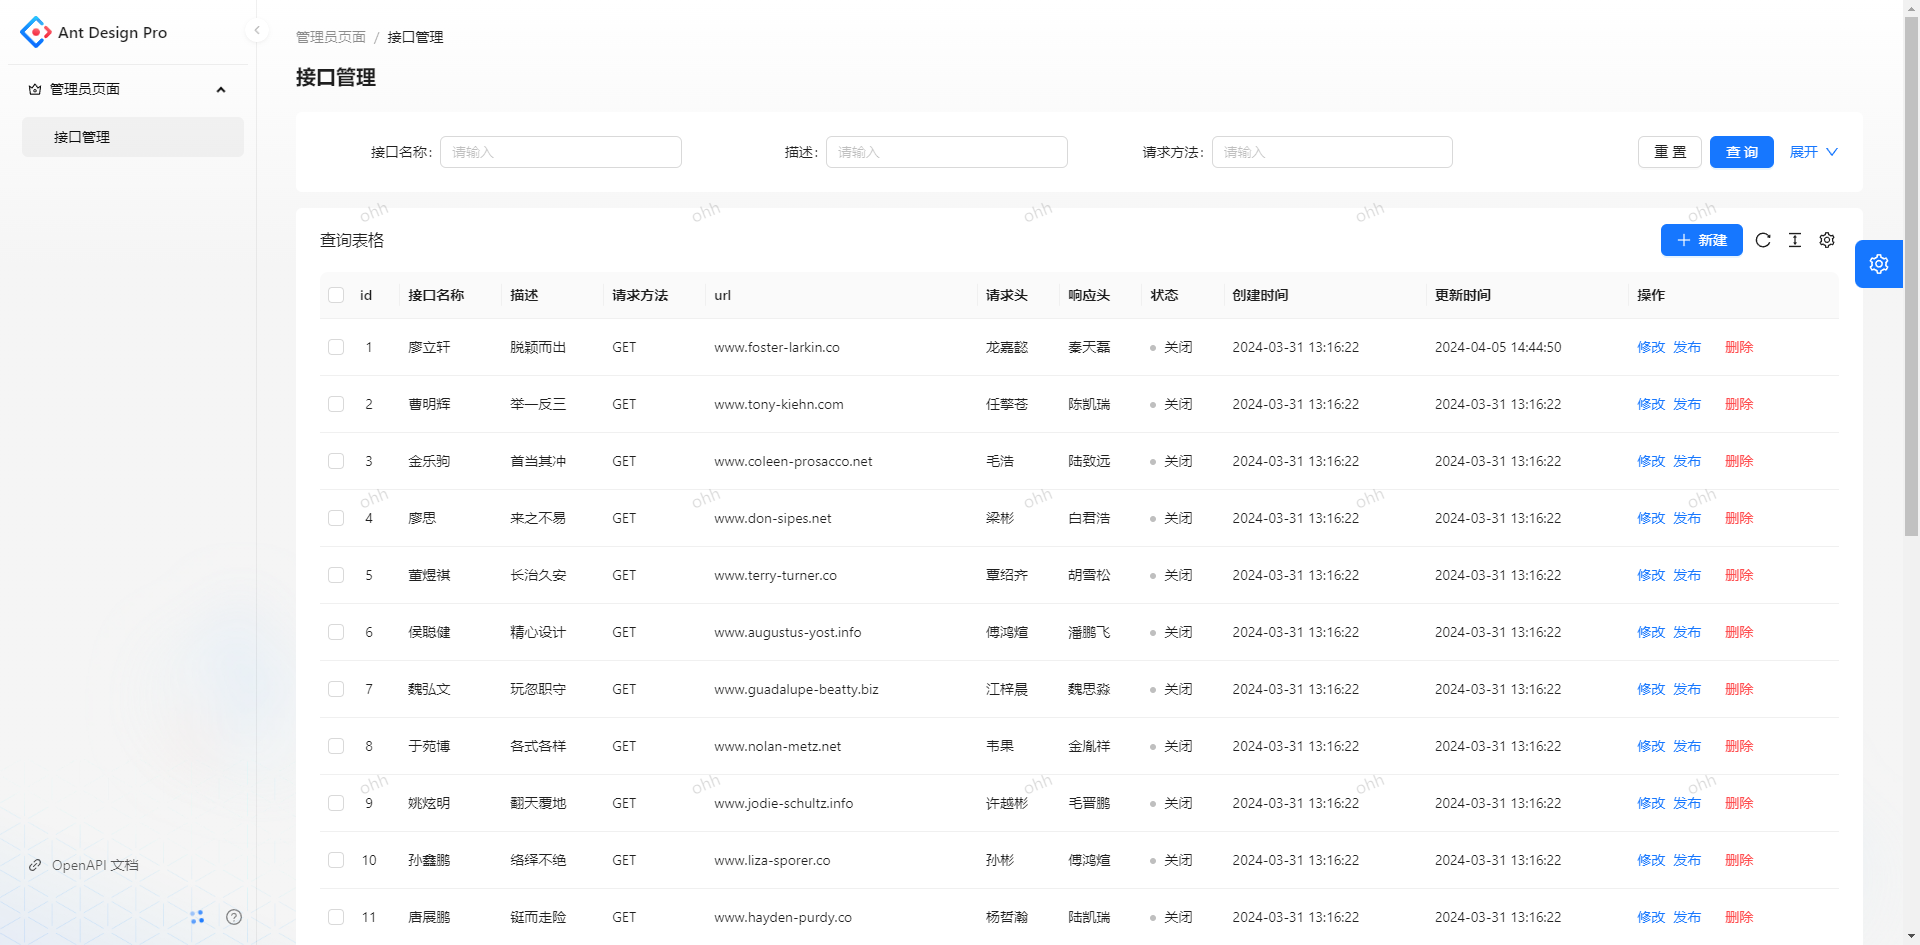 Ant Design Pro
管理员页面
接口管理
OpenAPI 文档
管理员页面 / 接口管理
接口管理
接口名称: 请输入 描述: 请输入 请求方法: 请输入 重 置 查 询 展开
查询表格 新建
id 接口名称 描述 请求方法 url 请求头 响应头 状态 创建时间 更新时间 操作
1 廖立轩 脱颖而出 GET www.foster-larkin.co 龙嘉懿 秦天磊 关闭 2024-03-31 13:16:22 2024-04-05 14:44:50 修改 发布 删除
2 曹明辉 举一反三 GET www.tony-kiehn.com 任擎苍 陈凯瑞 关闭 2024-03-31 13:16:22 2024-03-31 13:16:22 修改 发布 删除
3 金乐驹 首当其冲 GET www.coleen-prosacco.net 毛浩 陆致远 关闭 2024-03-31 13:16:22 2024-03-31 13:16:22 修改 发布 删除
4 廖思 来之不易 GET www.don-sipes.net 梁彬 白君浩 关闭 2024-03-31 13:16:22 2024-03-31 13:16:22 修改 发布 删除
5 董煜祺 长治久安 GET www.terry-turner.co 覃绍齐 胡雪松 关闭 2024-03-31 13:16:22 2024-03-31 13:16:22 修改 发布 删除
6 侯聪健 精心设计 GET www.augustus-yost.info 傅鸿煊 潘鹏飞 关闭 2024-03-31 13:16:22 2024-03-31 13:16:22 修改 发布 删除
7 魏弘文 玩忽职守 GET www.guadalupe-beatty.biz 江梓晨 魏思淼 关闭 2024-03-31 13:16:22 2024-03-31 13:16:22 修改 发布 删除
8 于苑博 各式各样 GET www.nolan-metz.net 韦果 金胤祥 关闭 2024-03-31 13:16:22 2024-03-31 13:16:22 修改 发布 删除
9 姚炫明 翻天覆地 GET www.jodie-schultz.info 许越彬 毛晋鹏 关闭 2024-03-31 13:16:22 2024-03-31 13:16:22 修改 发布 删除
10 孙鑫鹏 络绎不绝 GET www.liza-sporer.co 孙彬 傅鸿煊 关闭 2024-03-31 13:16:22 2024-03-31 13:16:22 修改 发布 删除
11 唐展鹏 铤而走险 GET www.hayden-purdy.co 杨哲瀚 陆凯瑞 关闭 2024-03-31 13:16:22 2024-03-31 13:16:22 修改 发布 删除
ohh ohh ohh ohh ohh
ohh ohh ohh ohh ohh
ohh ohh ohh ohh ohh